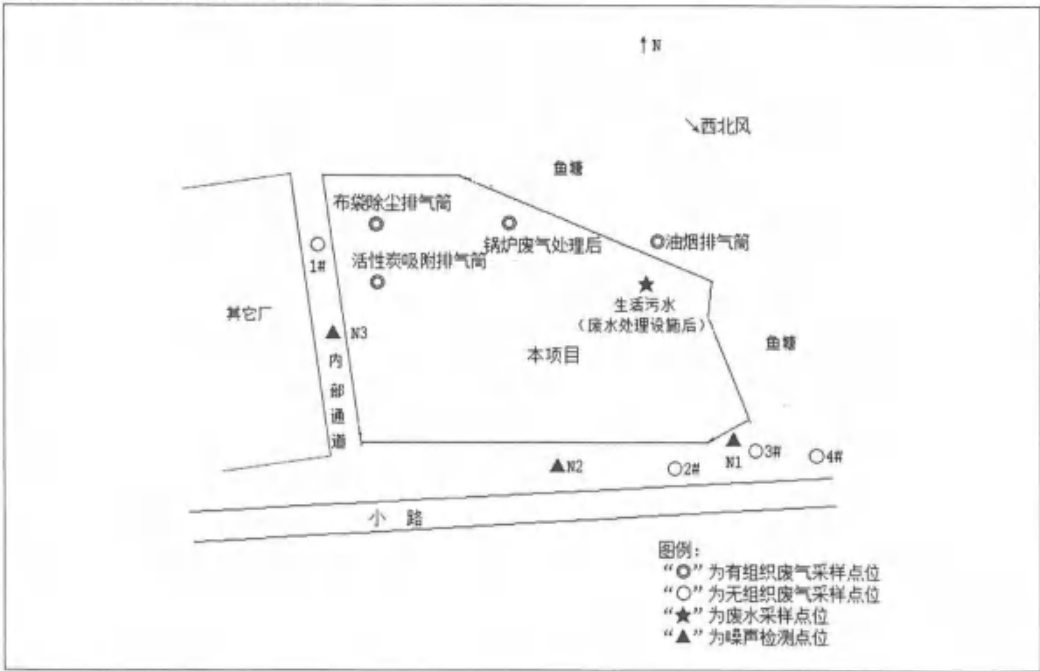 ↑N
↘西北风
鱼塘
布袋除尘排气筒
锅炉废气处理后
油烟排气筒
1#
活性炭吸附排气筒
生活污水
（废水处理设施后）
其它厂
N3
鱼塘
本项目
内部通道
N2
2#
N1
3#
4#
小 路
图例：
“◎”为有组织废气采样点位
“○”为无组织废气采样点位
“★”为废水采样点位
“▲”为噪声检测点位